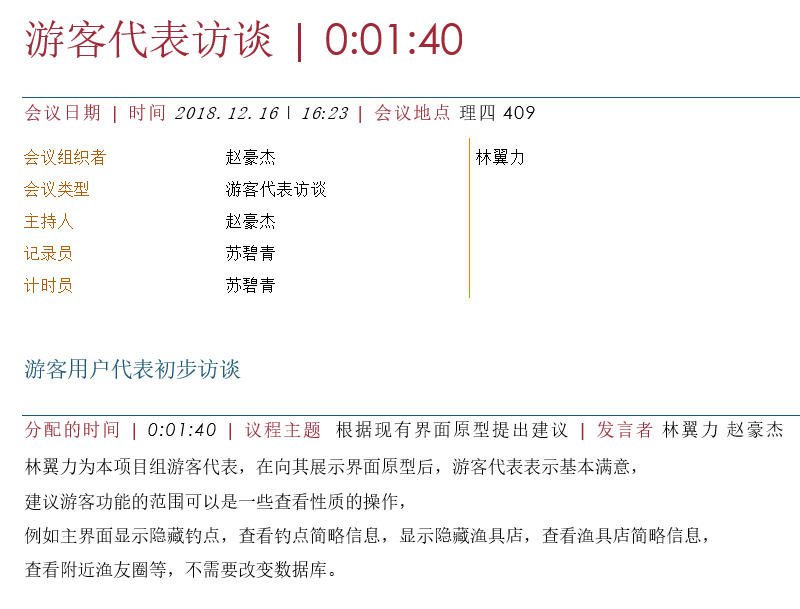 游客代表访谈 | 0:01:40
会议日期 | 时间 2018.12.16 | 16:23 | 会议地点 理四 409
会议组织者 赵豪杰 林翼力
会议类型 游客代表访谈
主持人 赵豪杰
记录员 苏碧青
计时员 苏碧青
游客用户代表初步访谈
分配的时间 | 0:01:40 | 议程主题 根据现有界面原型提出建议 | 发言者 林翼力 赵豪杰
林翼力为本项目组游客代表，在向其展示界面原型后，游客代表表示基本满意，
建议游客功能的范围可以是一些查看性质的操作，
例如主界面显示隐藏钓点，查看钓点简略信息，显示隐藏渔具店，查看渔具店简略信息，
查看附近渔友圈等，不需要改变数据库。